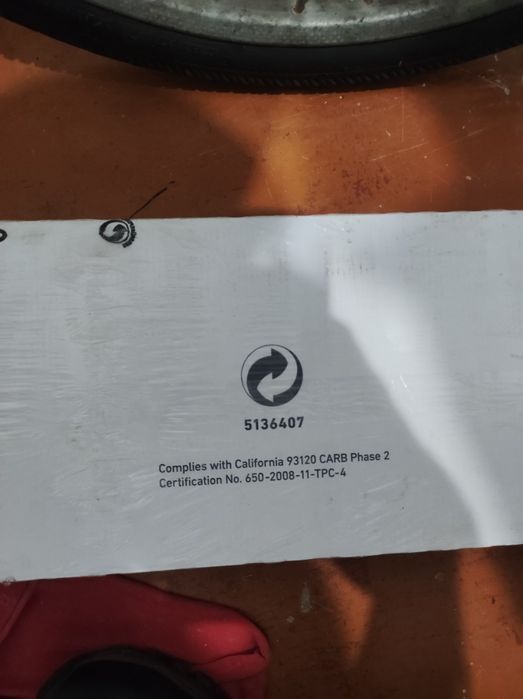 5136407
Complies with California 93120 CARB Phase 2
Certification No. 650-2008-11-TPC-4